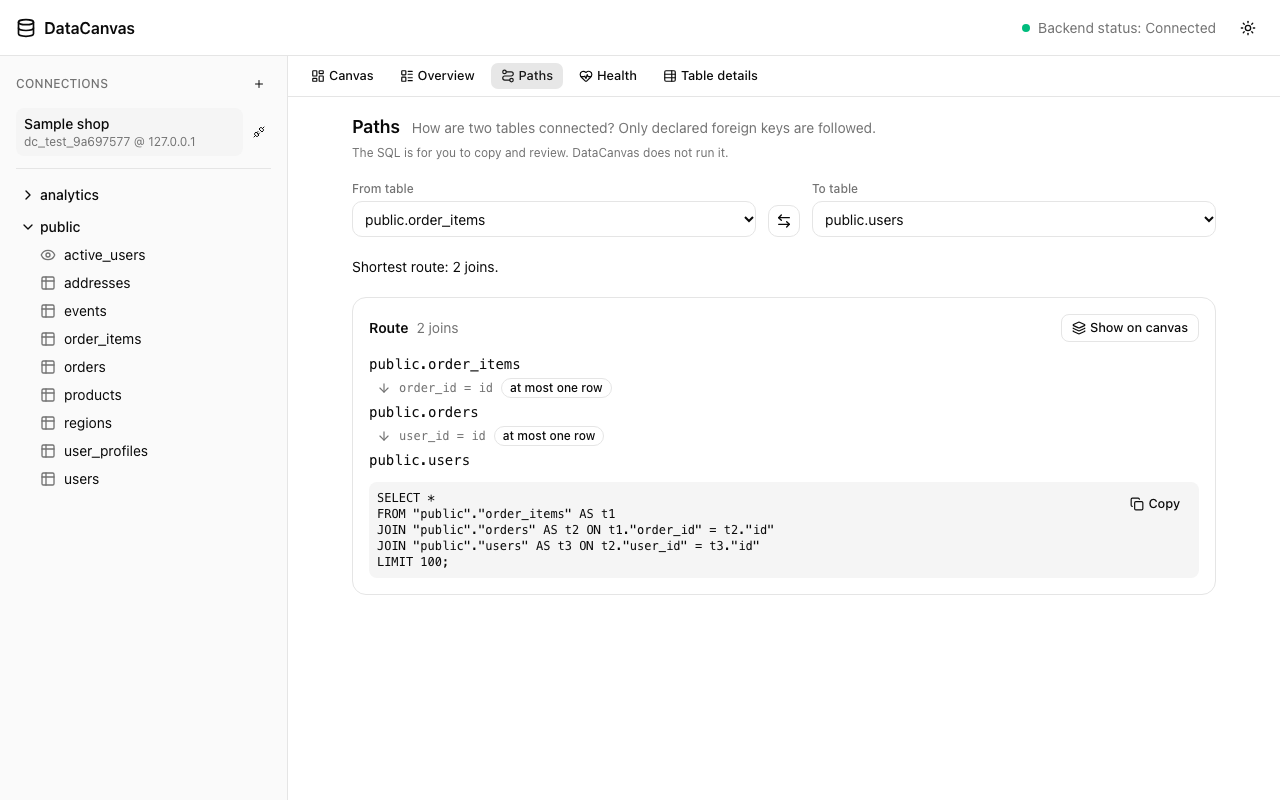 DataCanvas
Backend status: Connected
CONNECTIONS
Sample shop
dc_test_9a697577 @ 127.0.0.1
analytics
public
active_users
addresses
events
order_items
orders
products
regions
user_profiles
users
Canvas
Overview
Paths
Health
Table details
Paths How are two tables connected? Only declared foreign keys are followed.
The SQL is for you to copy and review. DataCanvas does not run it.
From table
public.order_items
To table
public.users
Shortest route: 2 joins.
Route 2 joins
Show on canvas
public.order_items
order_id = id at most one row
public.orders
user_id = id at most one row
public.users
SELECT *
FROM "public"."order_items" AS t1
JOIN "public"."orders" AS t2 ON t1."order_id" = t2."id"
JOIN "public"."users" AS t3 ON t2."user_id" = t3."id"
LIMIT 100;
Copy